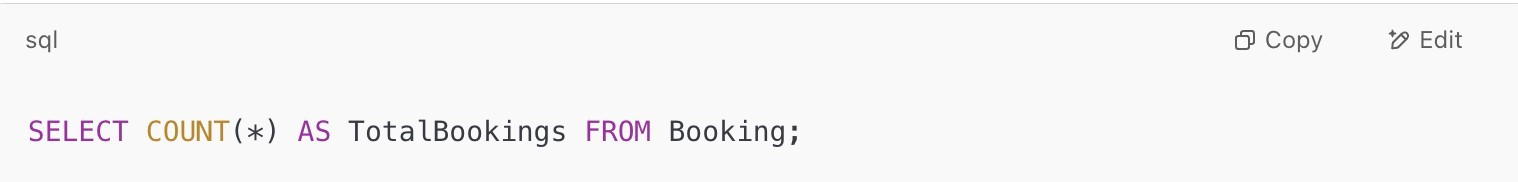 sql Copy Edit
SELECT COUNT(*) AS TotalBookings FROM Booking;